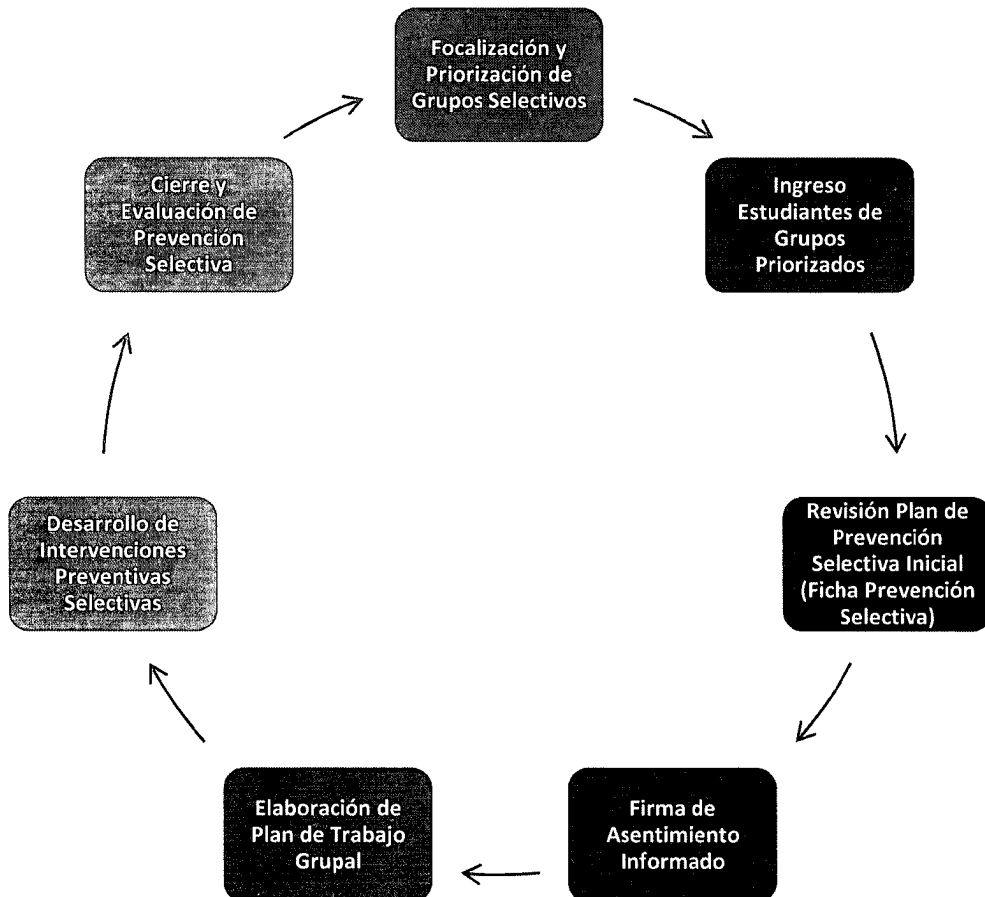 Focalización y
Priorización de
Grupos Selectivos
Ingreso
Estudiantes de
Grupos
Priorizados
Revisión Plan de
Prevención
Selectiva Inicial
(Ficha Prevención
Selectiva)
Firma de
Asentimiento
Informado
Elaboración de
Plan de Trabajo
Grupal
Desarrollo de
Intervenciones
Preventivas
Selectivas
Cierre y
Evaluación de
Prevención
Selectiva